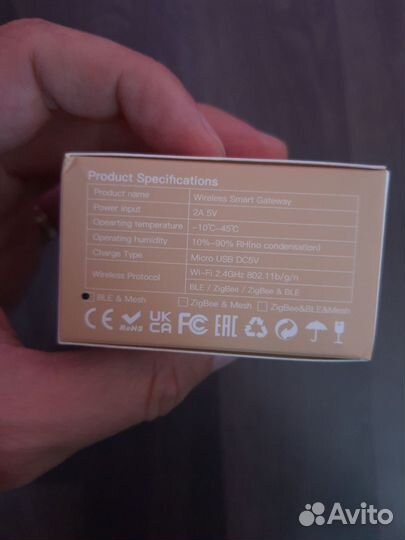 Product Specifications
Product name Wireless Smart Gateway
Power input 2A.5V
Opearting temperature -10℃-45℃
Operating humidity 10%-90% RH(no condensation)
Charge Type Micro USB DC5V
Wireless Protocol Wi-Fi 2.4GHz 802.11b/g/n
BLE / ZigBee / ZigBee & BLE
BLE & Mesh ZigBee & Mesh ZigBee&BLE&Mesh
CE RoHS UK CA FC EAC
Avito